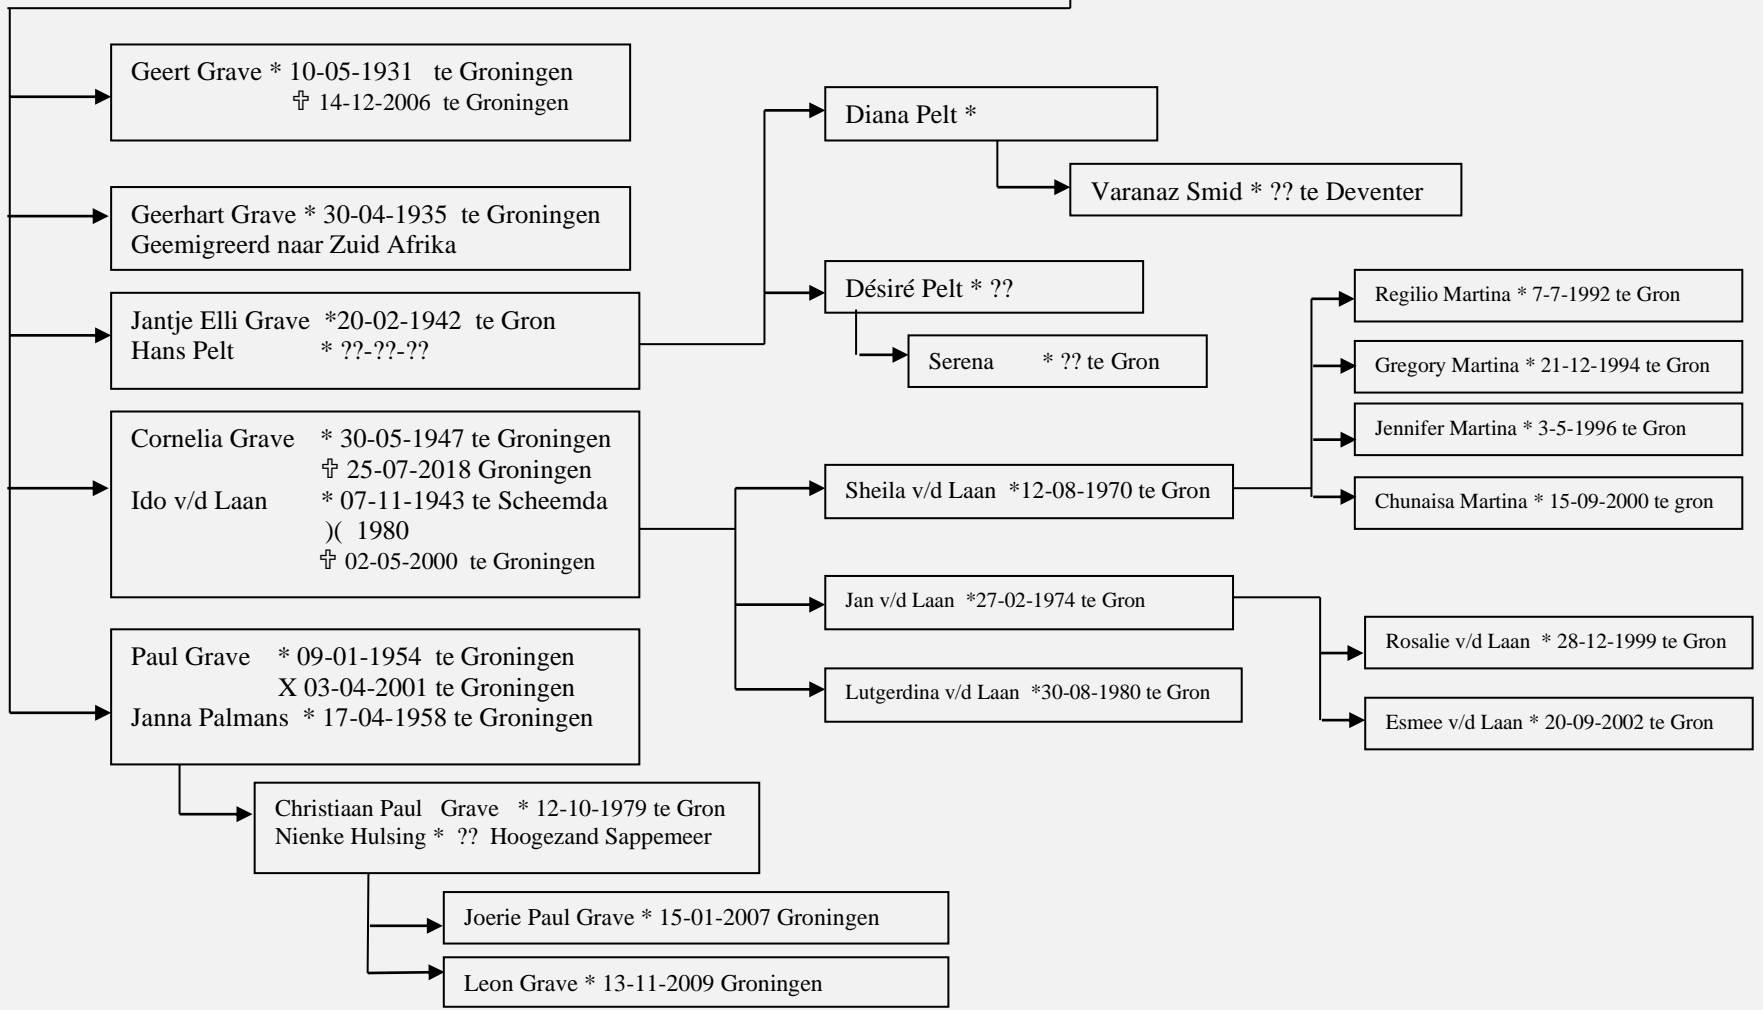 Geert Grave * 10-05-1931 te Groningen
✞ 14-12-2006 te Groningen
Geerhart Grave * 30-04-1935 te Groningen
Geemigreerd naar Zuid Afrika
Jantje Elli Grave *20-02-1942 te Gron
Hans Pelt * ??-??-??
Diana Pelt *
Varanaz Smid * ?? te Deventer
Désiré Pelt * ??
Serena * ?? te Gron
Cornelia Grave * 30-05-1947 te Groningen
✞ 25-07-2018 Groningen
Ido v/d Laan * 07-11-1943 te Scheemda
)( 1980
✞ 02-05-2000 te Groningen
Sheila v/d Laan *12-08-1970 te Gron
Regilio Martina * 7-7-1992 te Gron
Gregory Martina * 21-12-1994 te Gron
Jennifer Martina * 3-5-1996 te Gron
Chunaisa Martina * 15-09-2000 te gron
Jan v/d Laan *27-02-1974 te Gron
Rosalie v/d Laan * 28-12-1999 te Gron
Esmee v/d Laan * 20-09-2002 te Gron
Lutgerdina v/d Laan *30-08-1980 te Gron
Paul Grave * 09-01-1954 te Groningen
X 03-04-2001 te Groningen
Janna Palmans * 17-04-1958 te Groningen
Christiaan Paul Grave * 12-10-1979 te Gron
Nienke Hulsing * ?? Hoogezand Sappemeer
Joerie Paul Grave * 15-01-2007 Groningen
Leon Grave * 13-11-2009 Groningen